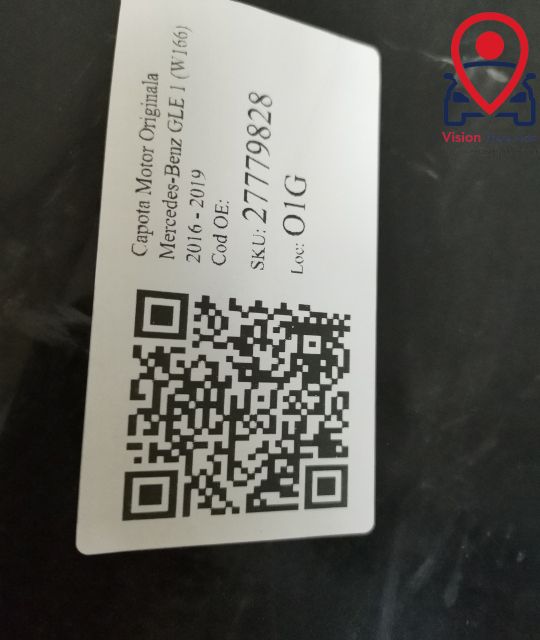 Capota Motor Originala
Mercedes-Benz GLE 1 (W166)
2016 - 2019
Cod OE:
SKU: 27779828
Loc: O1G
Vision